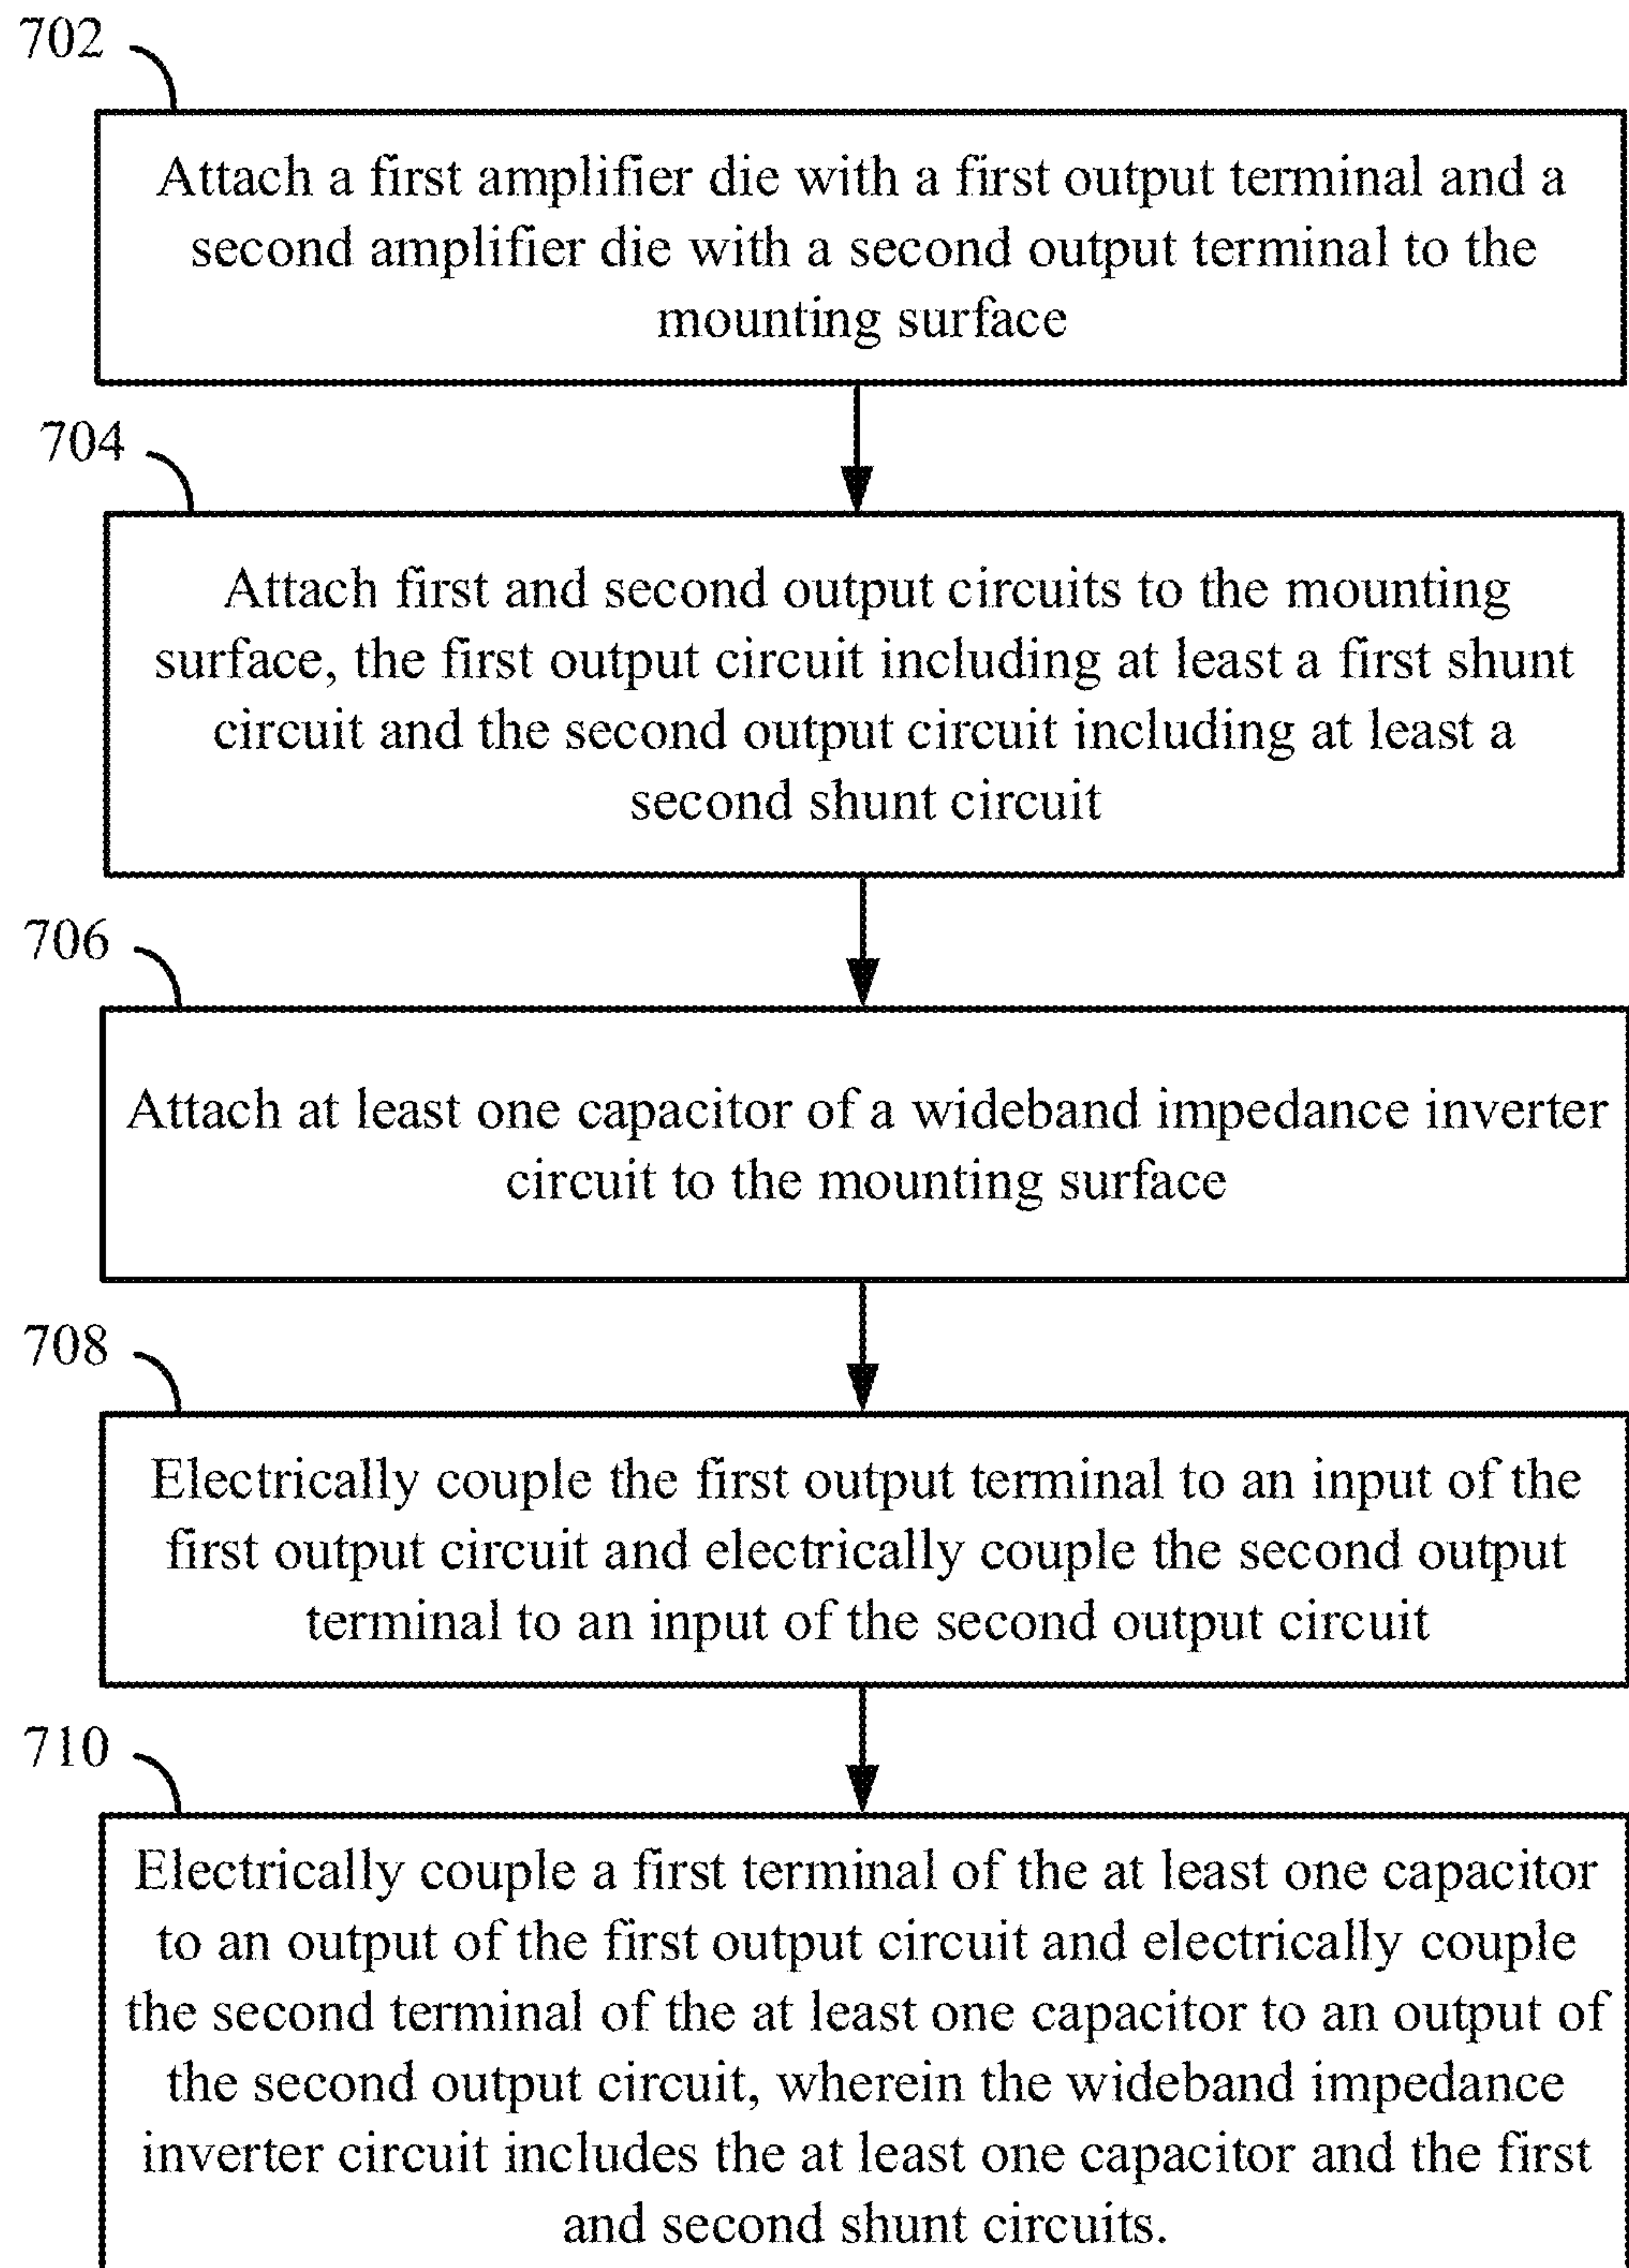 702
Attach a first amplifier die with a first output terminal and a
second amplifier die with a second output terminal to the
mounting surface
704
Attach first and second output circuits to the mounting
surface, the first output circuit including at least a first shunt
circuit and the second output circuit including at least a
second shunt circuit
706
Attach at least one capacitor of a wideband impedance inverter
circuit to the mounting surface
708
Electrically couple the first output terminal to an input of the
first output circuit and electrically couple the second output
terminal to an input of the second output circuit
710
Electrically couple a first terminal of the at least one capacitor
to an output of the first output circuit and electrically couple
the second terminal of the at least one capacitor to an output of
the second output circuit, wherein the wideband impedance
inverter circuit includes the at least one capacitor and the first
and second shunt circuits.